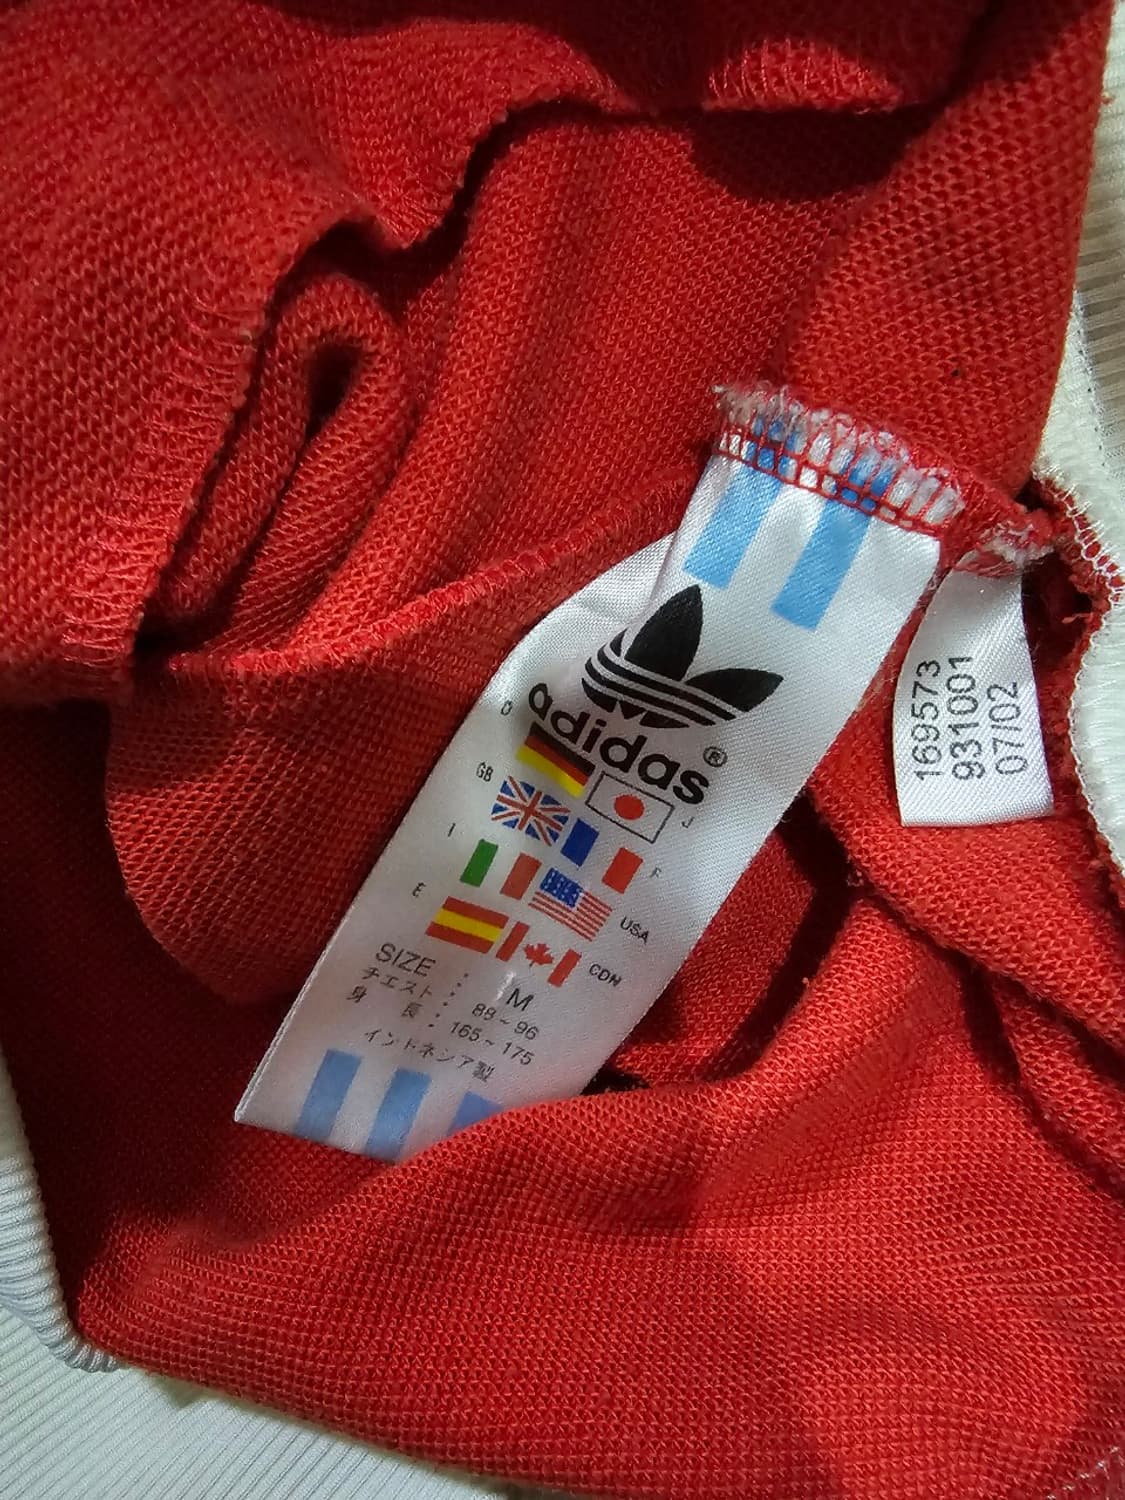 adidas®
D
J
GB
F
I
USA
E
CDN
SIZE : M
チェスト : 88~96
身 長 : 165~175
インドネシア製
169573
931001
07/02